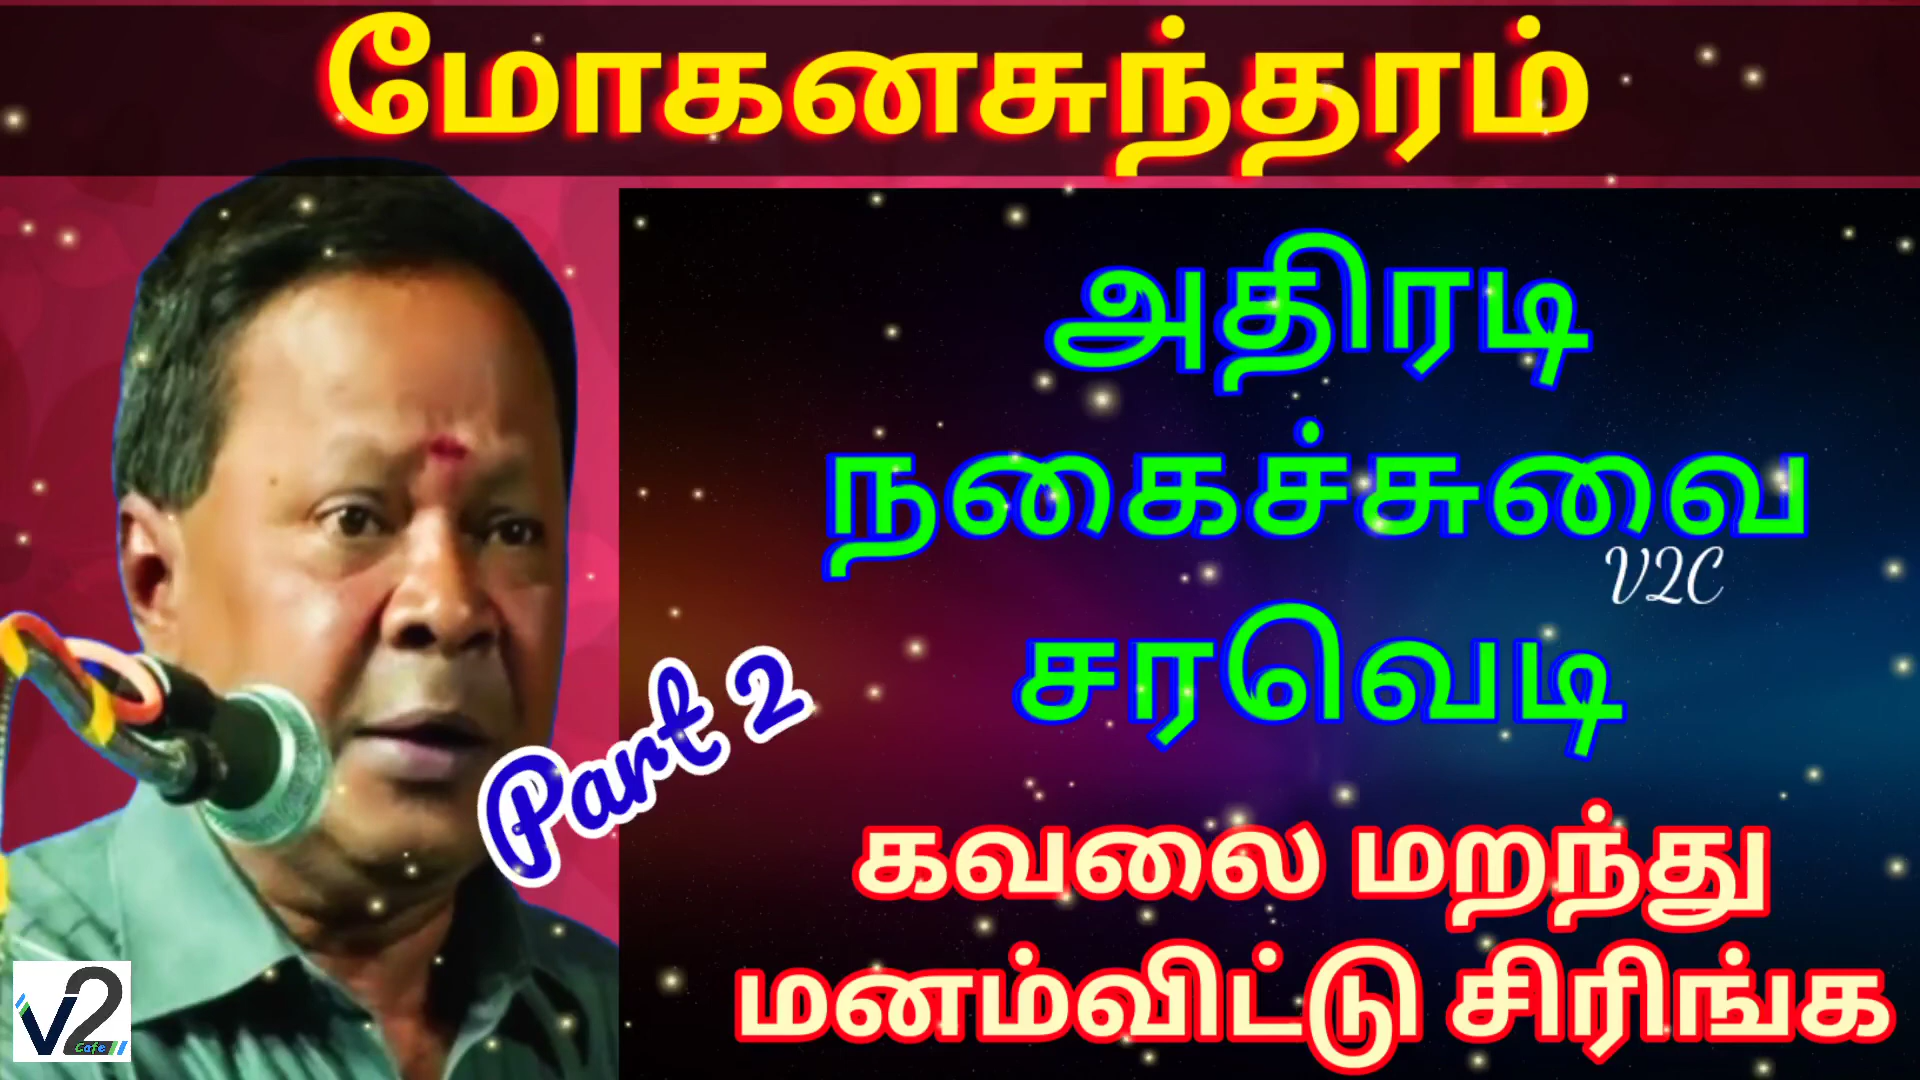 மோகனசுந்தரம்
அதிரடி
நகைச்சுவை
V2C
சரவெடி
Part 2
கவலை மறந்து
மனம்விட்டு சிரிங்க
V2
Cafe